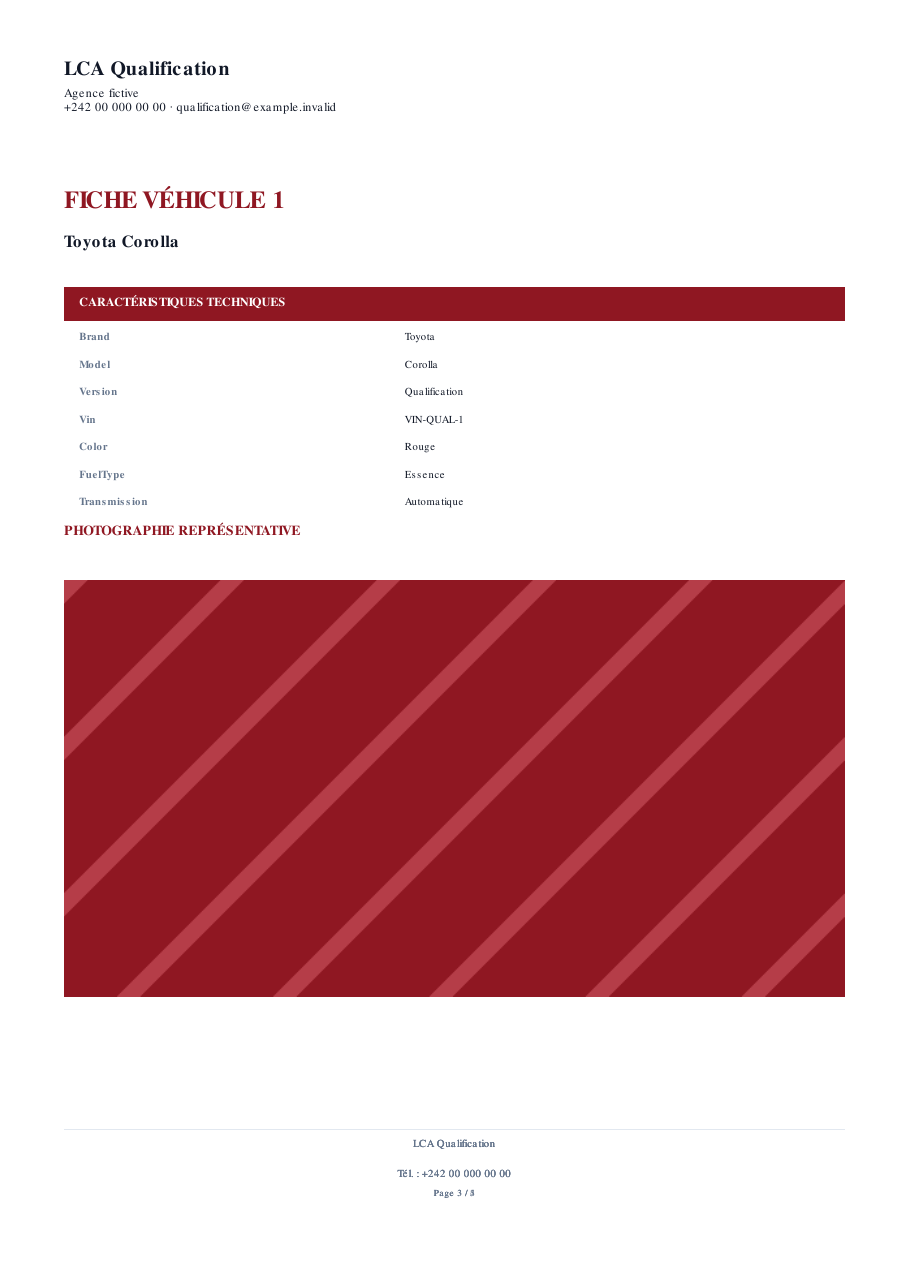 LCA Qualification
Agence fictive
+242 00 000 00 00 · qualification@example.invalid
FICHE VÉHICULE 1
Toyota Corolla
CARACTÉRISTIQUES TECHNIQUES
Brand Toyota
Model Corolla
Version Qualification
Vin VIN-QUAL-1
Color Rouge
FuelType Essence
Transmission Automatique
PHOTOGRAPHIE REPRÉSENTATIVE
LCA Qualification
Tél. : +242 00 000 00 00
Page 3 / 5